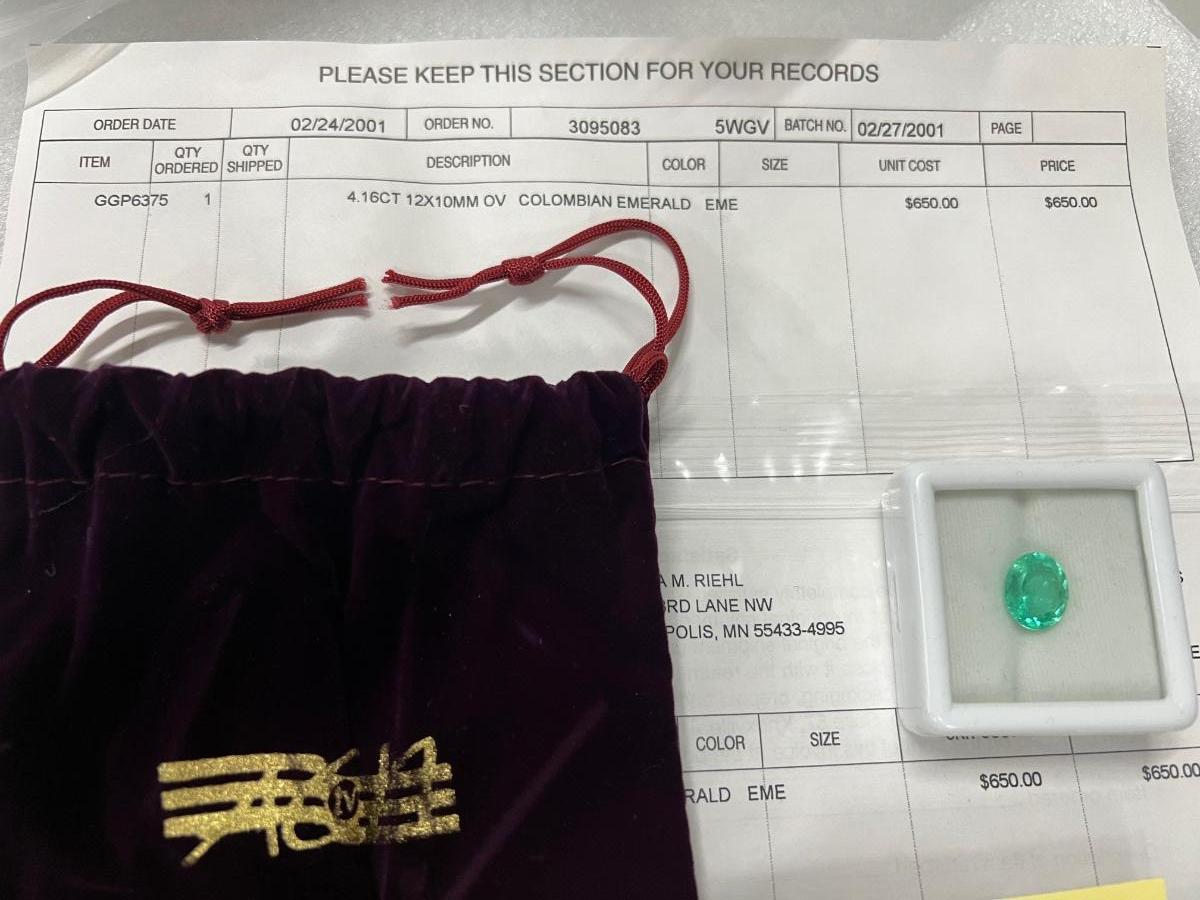 PLEASE KEEP THIS SECTION FOR YOUR RECORDS
ORDER DATE 02/24/2001 ORDER NO. 3095083 5WGV BATCH NO. 02/27/2001 PAGE
ITEM QTY ORDERED QTY SHIPPED DESCRIPTION COLOR SIZE UNIT COST PRICE
GGP6375 1 4.16CT 12X10MM OV COLOMBIAN EMERALD EME $650.00 $650.00
A M. RIEHL
RD LANE NW
POLIS, MN 55433-4995
COLOR SIZE
RALD EME $650.00 $650.00